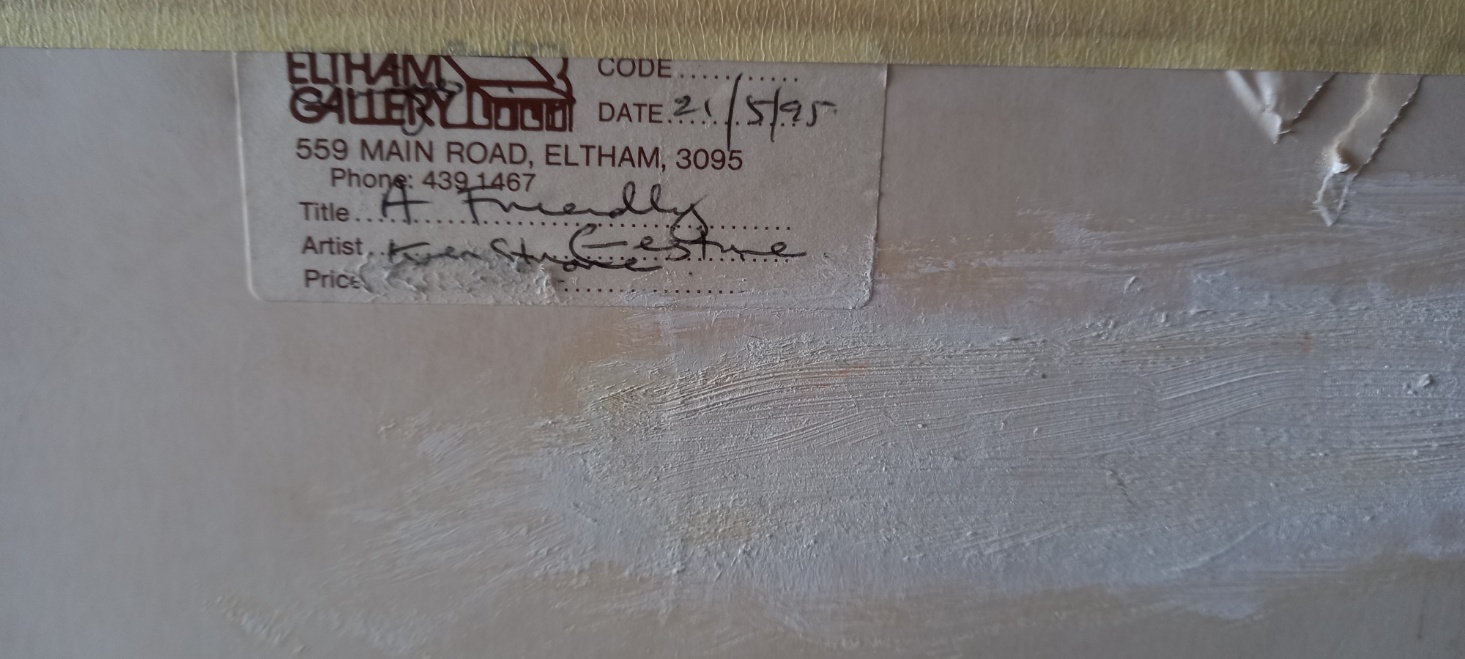 ELTHAM
GALLERY
CODE............
DATE 21/5/95
559 MAIN ROAD, ELTHAM, 3095
Phone: 439 1467
Title A Friendly
Gesture
Artist
Price